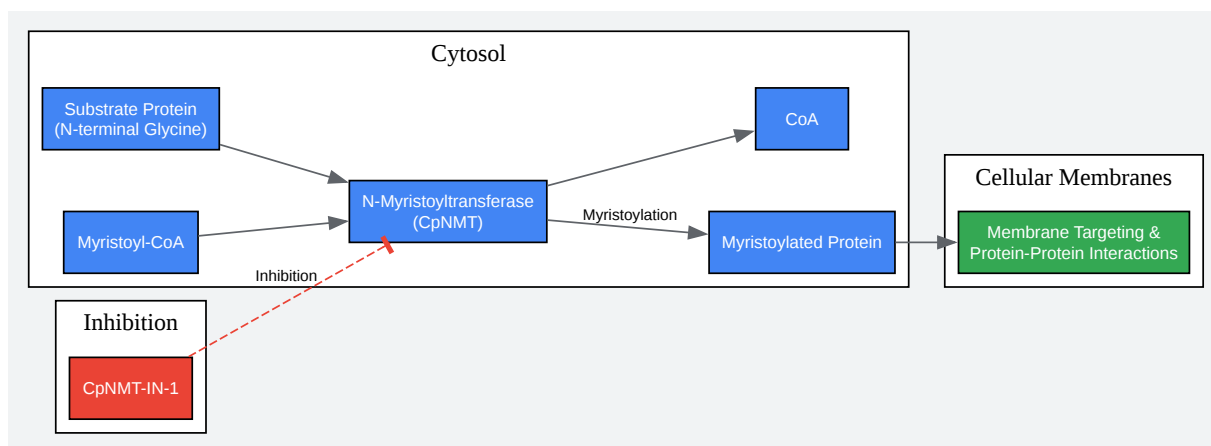 Cytosol
Substrate Protein
(N-terminal Glycine)
CoA
N-Myristoyltransferase
(CpNMT)
Myristoyl-CoA
Myristoylation
Myristoylated Protein
Inhibition
Cellular Membranes
Membrane Targeting &
Protein-Protein Interactions
Inhibition
CpNMT-IN-1